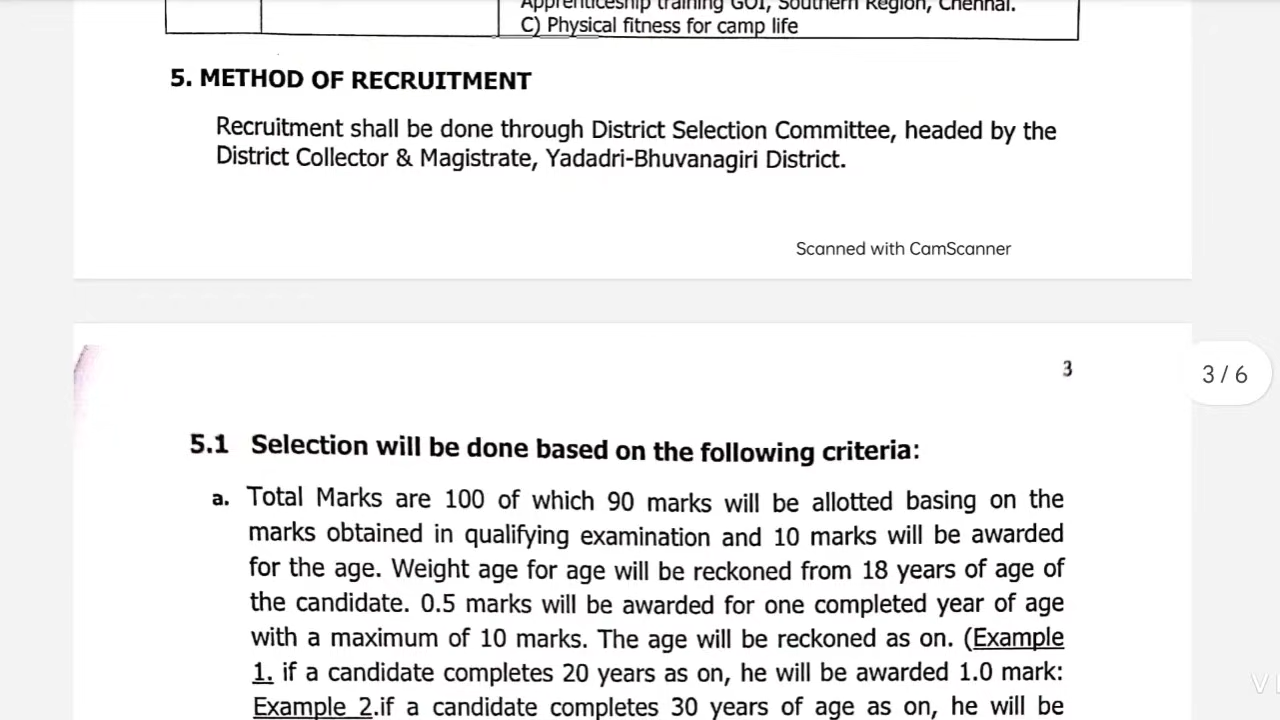 Apprenticeship training GOI, Southern Region, Chennai.
C) Physical fitness for camp life
5. METHOD OF RECRUITMENT
Recruitment shall be done through District Selection Committee, headed by the
District Collector & Magistrate, Yadadri-Bhuvanagiri District.
Scanned with CamScanner
3
3 / 6
5.1 Selection will be done based on the following criteria:
a. Total Marks are 100 of which 90 marks will be allotted basing on the
marks obtained in qualifying examination and 10 marks will be awarded
for the age. Weight age for age will be reckoned from 18 years of age of
the candidate. 0.5 marks will be awarded for one completed year of age
with a maximum of 10 marks. The age will be reckoned as on. (Example
1. if a candidate completes 20 years as on, he will be awarded 1.0 mark:
Example 2.if a candidate completes 30 years of age as on, he will be